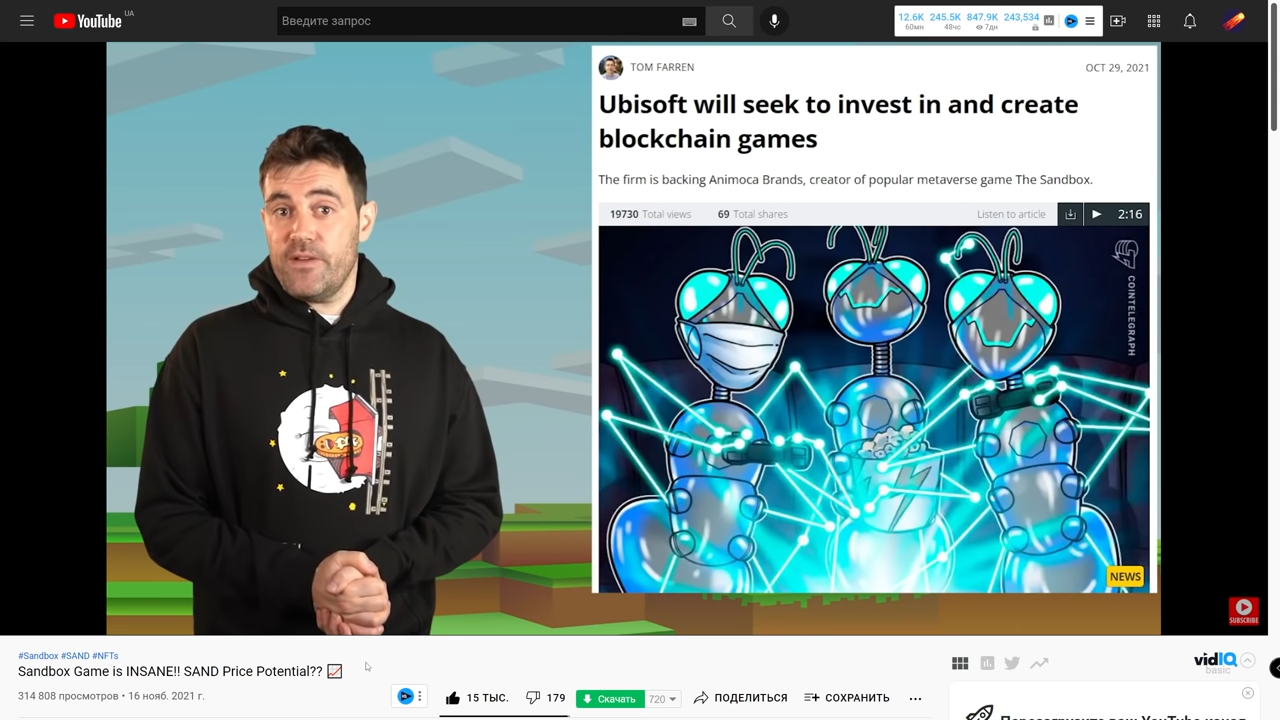 YouTube UA
Введите запрос
12.6K 245.5K 847.9K 243,534
60мн 48чс 7дн
TOM FARREN
OCT 29, 2021
Ubisoft will seek to invest in and create
blockchain games
The firm is backing Animoca Brands, creator of popular metaverse game The Sandbox.
19730 Total views 69 Total shares Listen to article 2:16
COINTELEGRAPH
NEWS
SUBSCRIBE
#Sandbox #SAND #NFTs
Sandbox Game is INSANE!! SAND Price Potential??
314 808 просмотров • 16 нояб. 2021 г.
15 ТЫС. 179 Скачать 720 ПОДЕЛИТЬСЯ СОХРАНИТЬ
vidIQ
basic